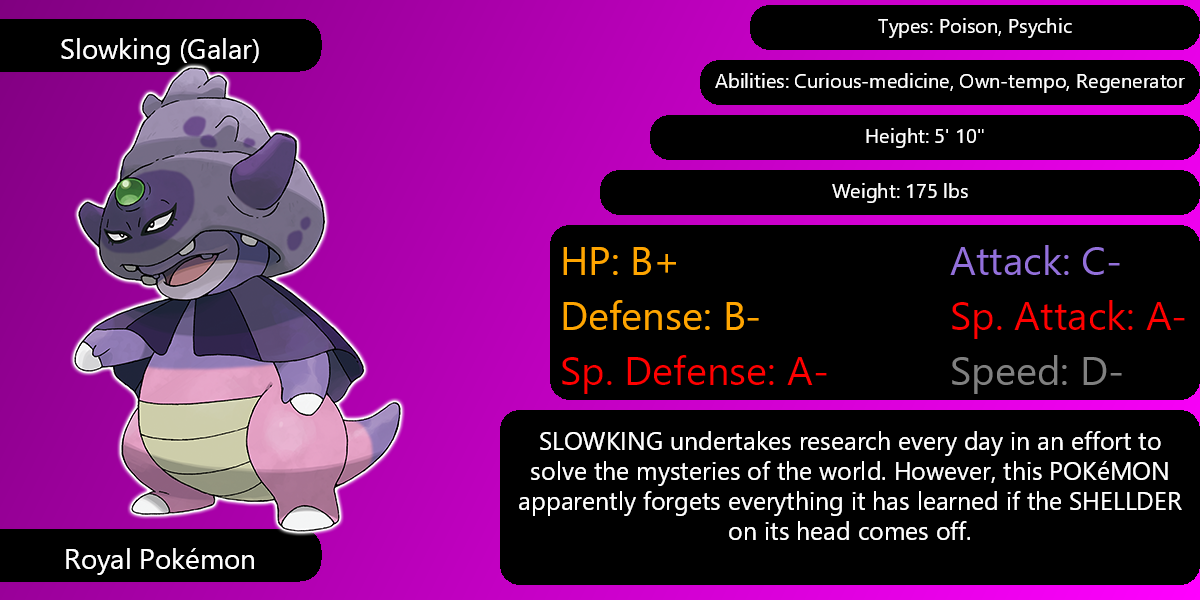 Slowking (Galar)
Types: Poison, Psychic
Abilities: Curious-medicine, Own-tempo, Regenerator
Height: 5' 10"
Weight: 175 lbs
HP: B+ Attack: C-
Defense: B- Sp. Attack: A-
Sp. Defense: A- Speed: D-
SLOWKING undertakes research every day in an effort to
solve the mysteries of the world. However, this POKéMON
apparently forgets everything it has learned if the SHELLDER
on its head comes off.
Royal Pokémon